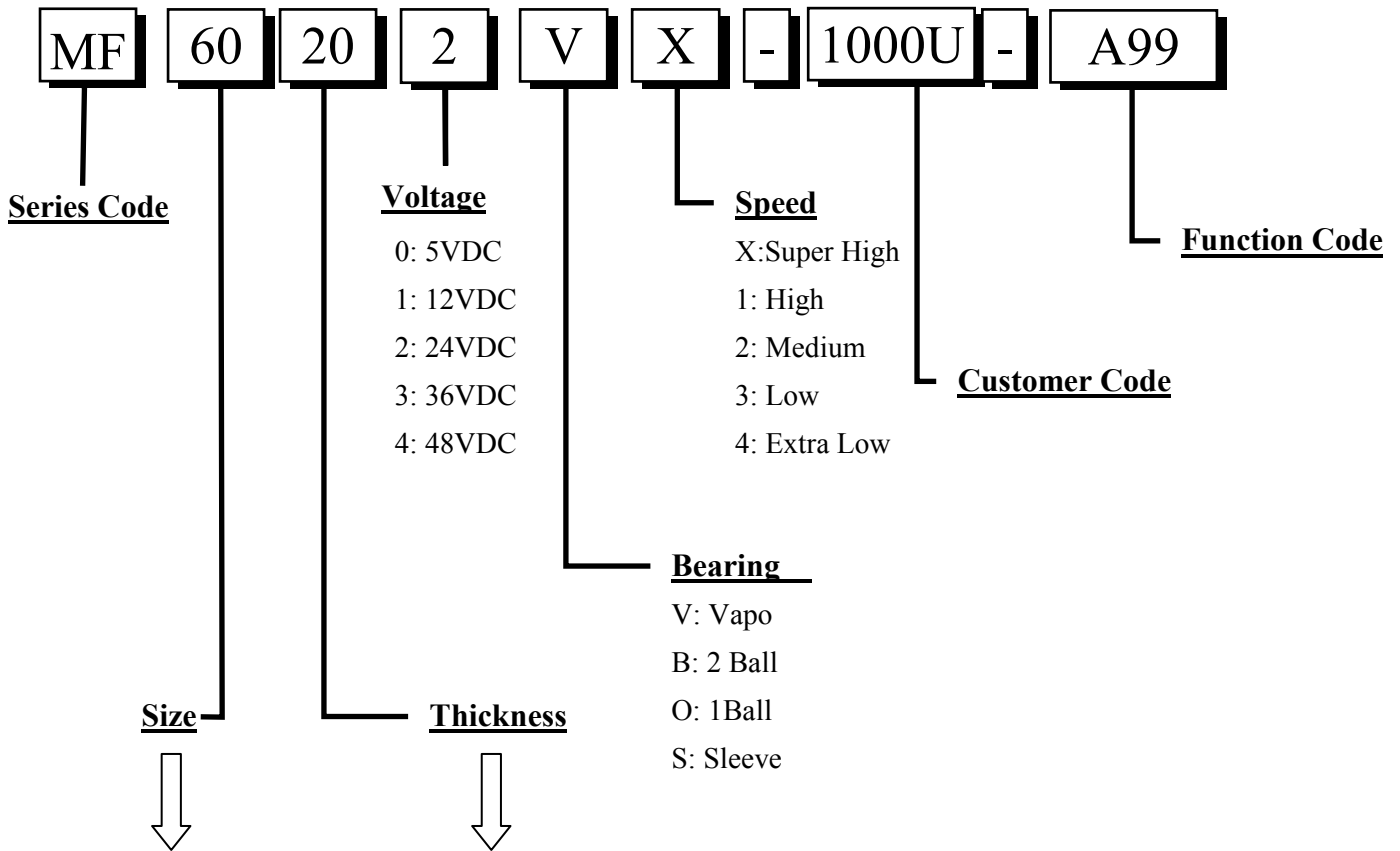 MF 60 20 2 V X - 1000U - A99
Series Code
Voltage
0: 5VDC
1: 12VDC
2: 24VDC
3: 36VDC
4: 48VDC
Speed
X:Super High
1: High
2: Medium
3: Low
4: Extra Low
Function Code
Customer Code
Bearing
V: Vapo
B: 2 Ball
O: 1Ball
S: Sleeve
Size
Thickness